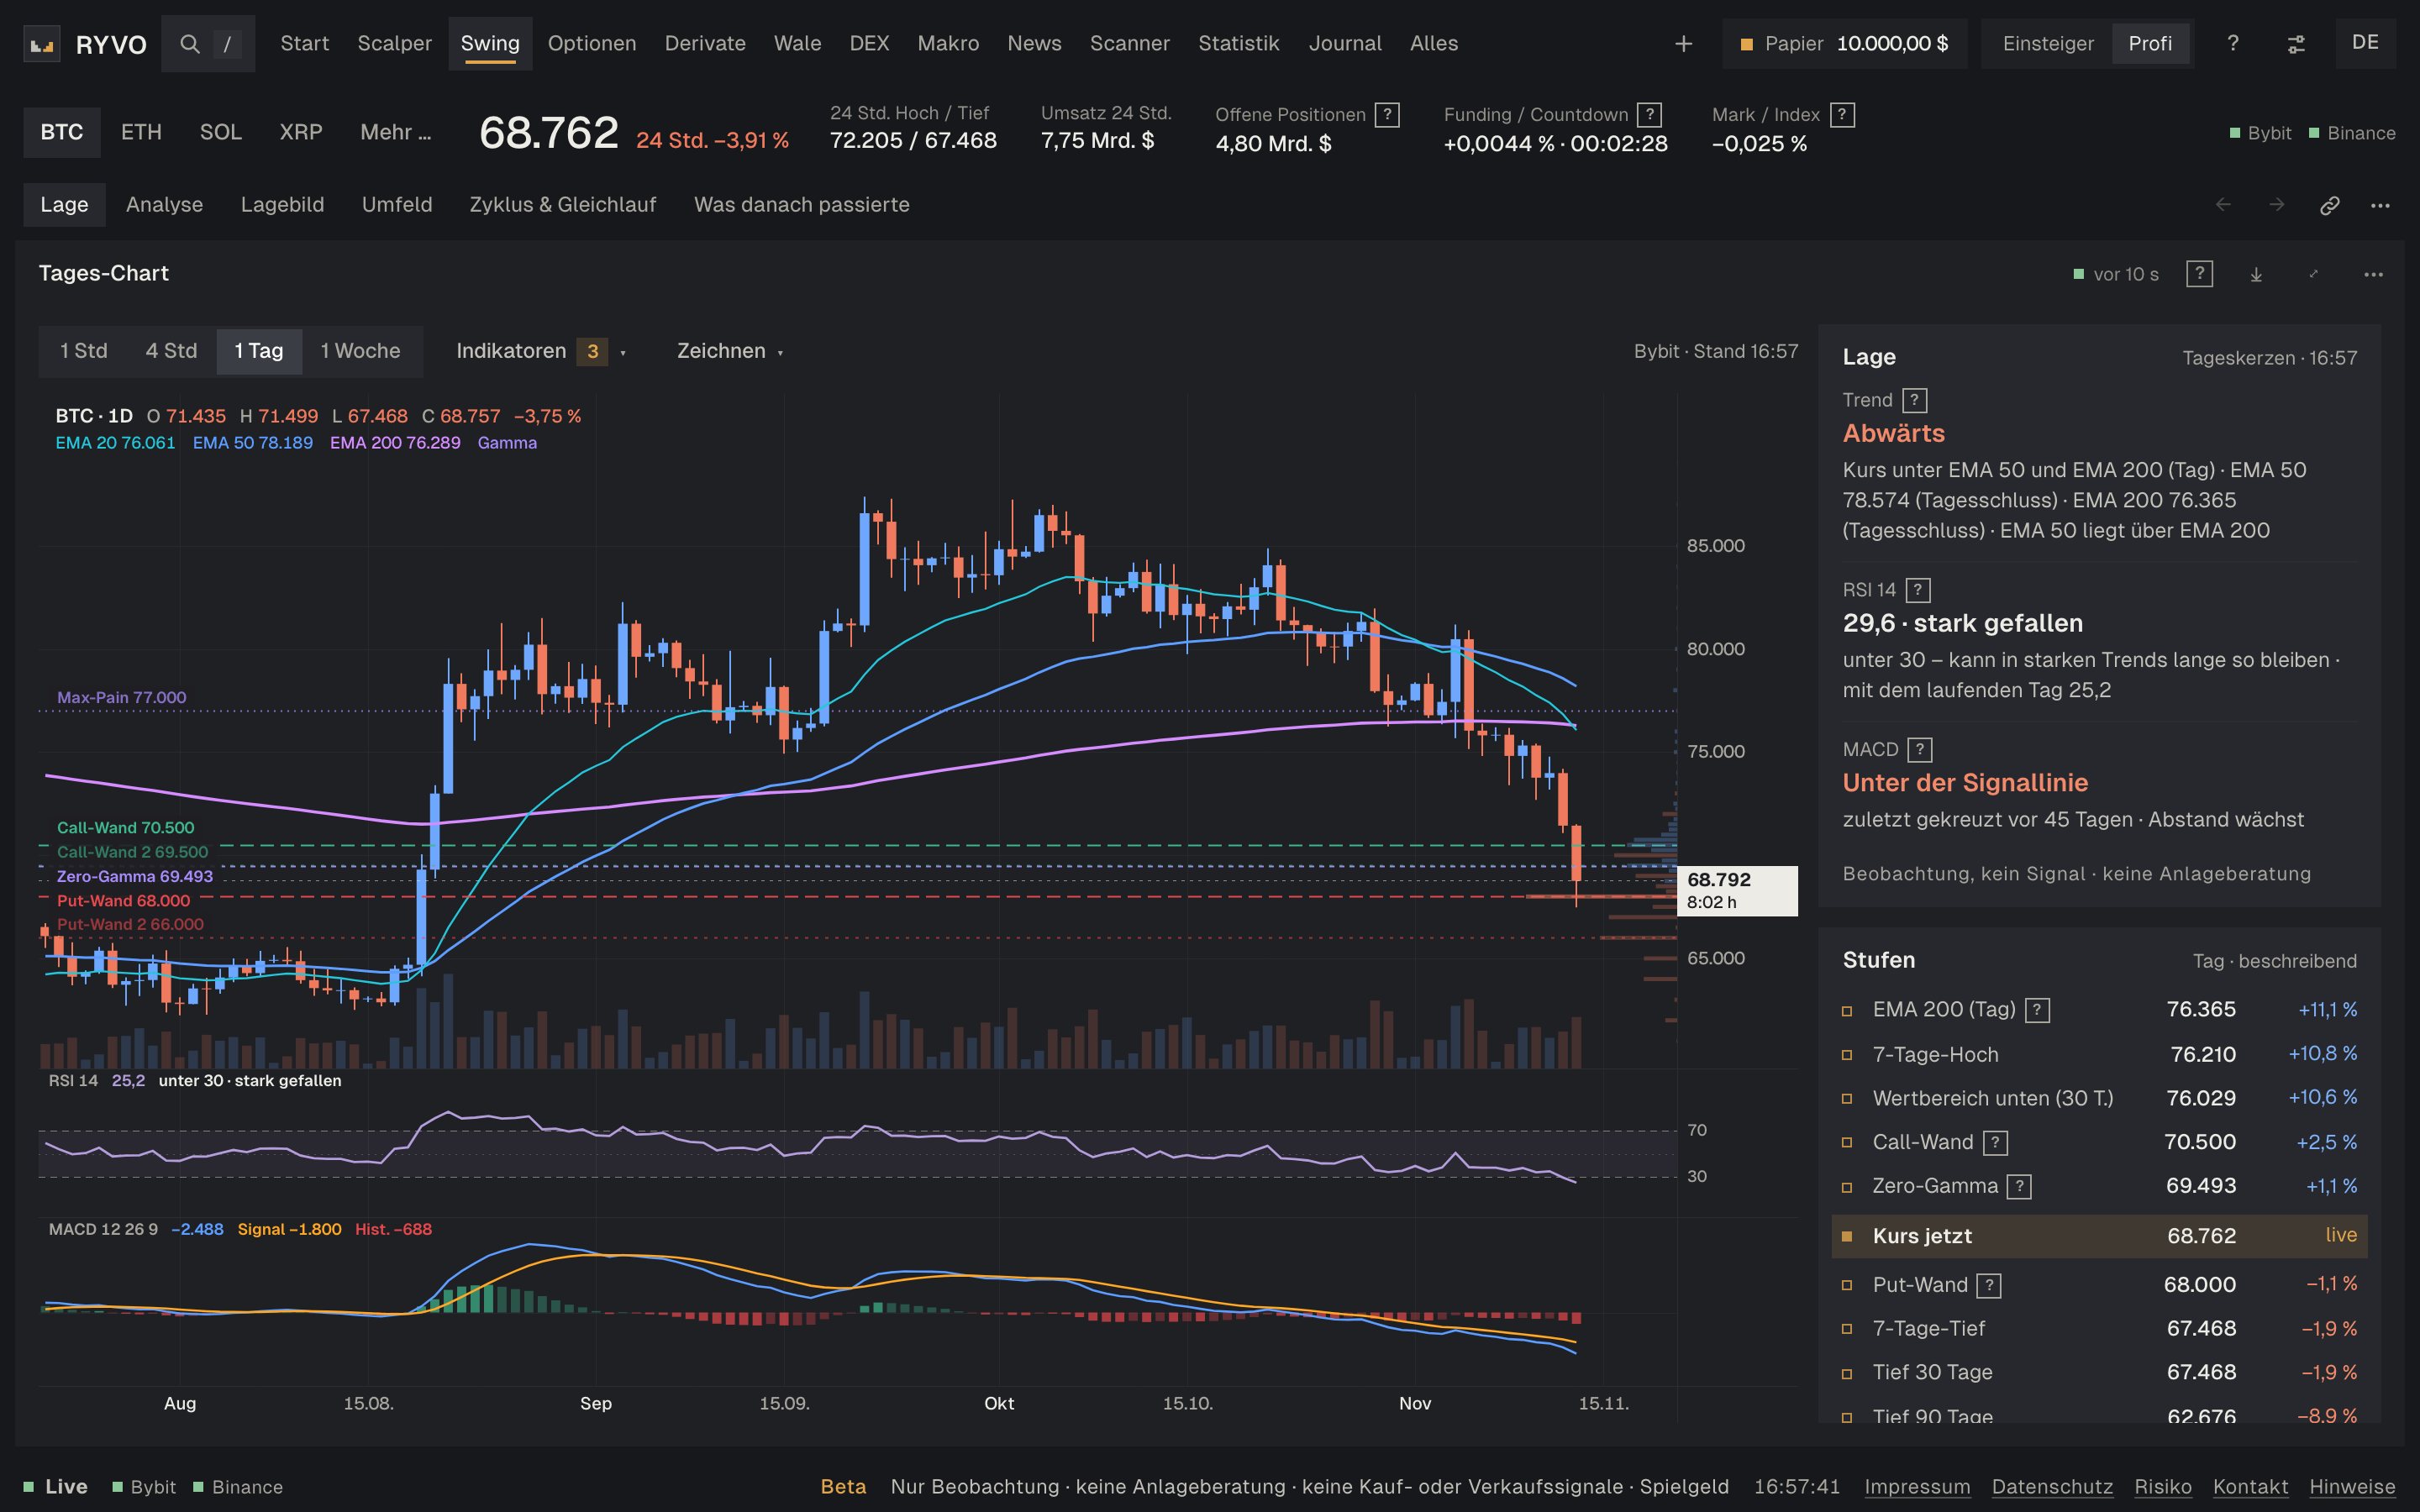 RYVO / Start Scalper Swing Optionen Derivate Wale DEX Makro News Scanner Statistik Journal Alles + Papier 10.000,00 $ Einsteiger Profi ? DE
BTC ETH SOL XRP Mehr ... 68.762 24 Std. −3,91 %
24 Std. Hoch / Tief
72.205 / 67.468
Umsatz 24 Std.
7,75 Mrd. $
Offene Positionen ?
4,80 Mrd. $
Funding / Countdown ?
+0,0044 % · 00:02:28
Mark / Index ?
−0,025 %
Bybit Binance
Lage Analyse Lagebild Umfeld Zyklus & Gleichlauf Was danach passierte
Tages-Chart
vor 10 s ?
1 Std 4 Std 1 Tag 1 Woche Indikatoren 3 Zeichnen
Bybit · Stand 16:57
BTC · 1D O 71.435 H 71.499 L 67.468 C 68.757 −3,75 %
EMA 20 76.061 EMA 50 78.189 EMA 200 76.289 Gamma
85.000
80.000
Max-Pain 77.000
75.000
Call-Wand 70.500
Call-Wand 2 69.500
Zero-Gamma 69.493
68.792
8:02 h
Put-Wand 68.000
Put-Wand 2 66.000
65.000
RSI 14 25,2 unter 30 · stark gefallen
70
30
MACD 12 26 9 −2.488 Signal −1.800 Hist. −688
Aug 15.08. Sep 15.09. Okt 15.10. Nov 15.11.
Lage Tageskerzen · 16:57
Trend ?
Abwärts
Kurs unter EMA 50 und EMA 200 (Tag) · EMA 50
78.574 (Tagesschluss) · EMA 200 76.365
(Tagesschluss) · EMA 50 liegt über EMA 200
RSI 14 ?
29,6 · stark gefallen
unter 30 – kann in starken Trends lange so bleiben ·
mit dem laufenden Tag 25,2
MACD ?
Unter der Signallinie
zuletzt gekreuzt vor 45 Tagen · Abstand wächst
Beobachtung, kein Signal · keine Anlageberatung
Stufen Tag · beschreibend
EMA 200 (Tag) ? 76.365 +11,1 %
7-Tage-Hoch 76.210 +10,8 %
Wertbereich unten (30 T.) 76.029 +10,6 %
Call-Wand ? 70.500 +2,5 %
Zero-Gamma ? 69.493 +1,1 %
Kurs jetzt 68.762 live
Put-Wand ? 68.000 −1,1 %
7-Tage-Tief 67.468 −1,9 %
Tief 30 Tage 67.468 −1,9 %
Tief 90 Tage 62.676 −8,9 %
Live Bybit Binance
Beta Nur Beobachtung · keine Anlageberatung · keine Kauf- oder Verkaufssignale · Spielgeld 16:57:41 Impressum Datenschutz Risiko Kontakt Hinweise